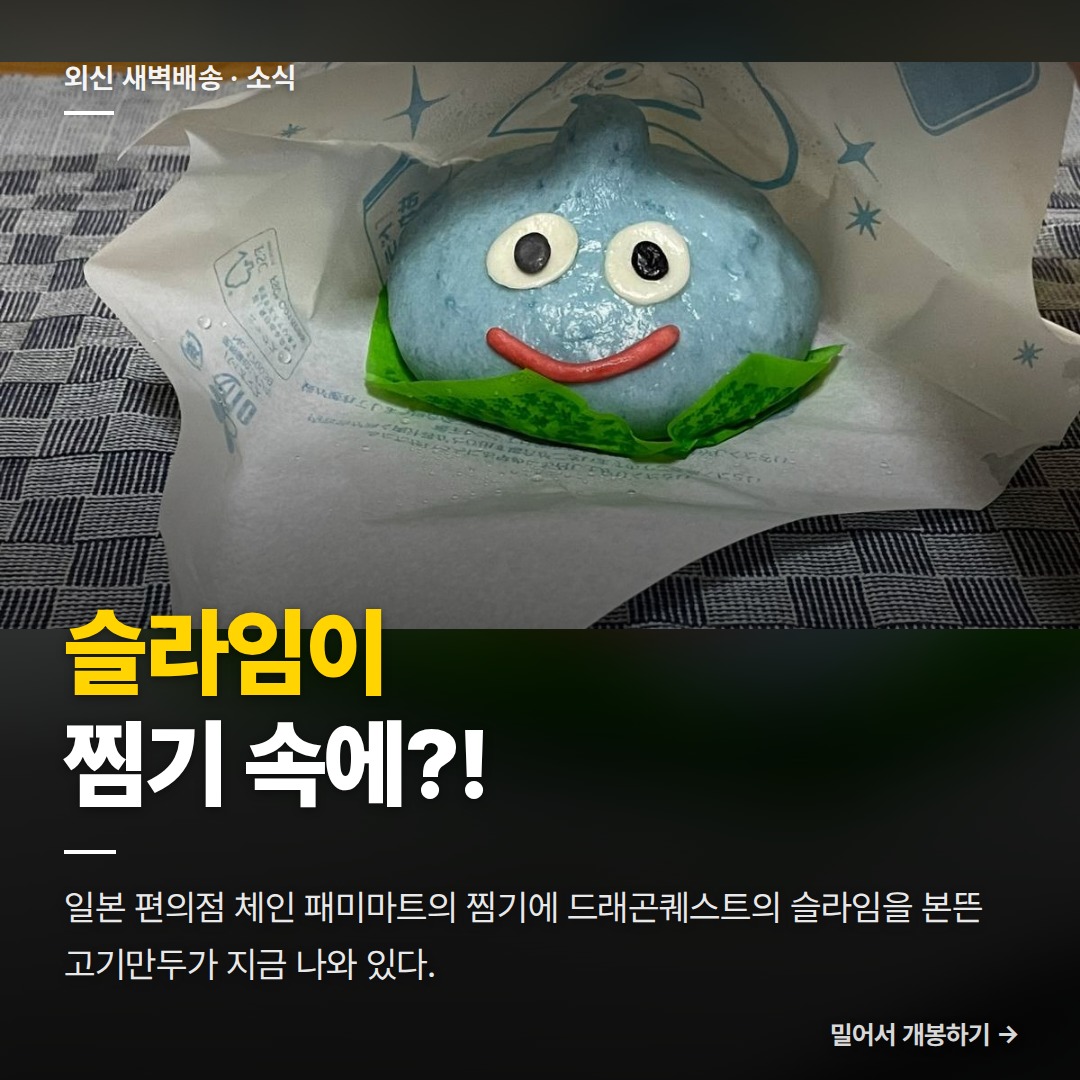 외신 새벽배송 · 소식
슬라임이
찜기 속에?!
일본 편의점 체인 패미마트의 찜기에 드래곤퀘스트의 슬라임을 본뜬
고기만두가 지금 나와 있다.
밀어서 개봉하기 →